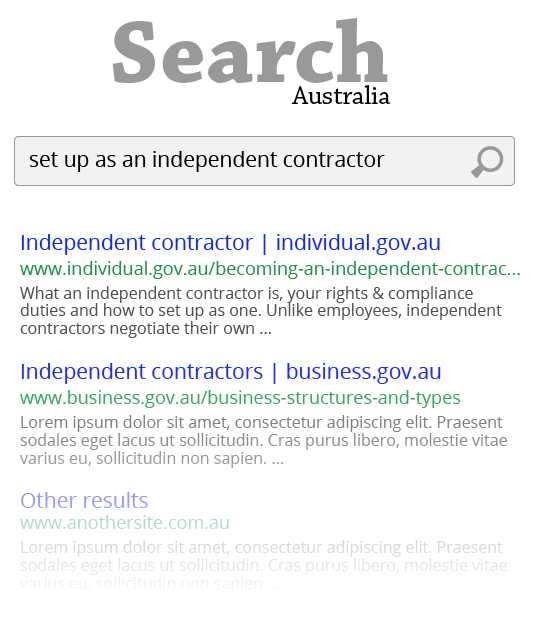 Search
Australia
set up as an independent contractor
Independent contractor | individual.gov.au
www.individual.gov.au/becoming-an-independent-contrac...
What an independent contractor is, your rights & compliance
duties and how to set up as one. Unlike employees, independent
contractors negotiate their own ...
Independent contractors | business.gov.au
www.business.gov.au/business-structures-and-types
Lorem ipsum dolor sit amet, consectetur adipiscing elit. Praesent
sodales eget lacus ut sollicitudin. Cras purus libero, molestie vitae
varius eu, sollicitudin non sapien. ...
Other results
www.anothersite.com.au
Lorem ipsum dolor sit amet, consectetur adipiscing elit. Praesent
sodales eget lacus ut sollicitudin. Cras purus libero, molestie vitae
varius eu, sollicitudin non sapien. ...